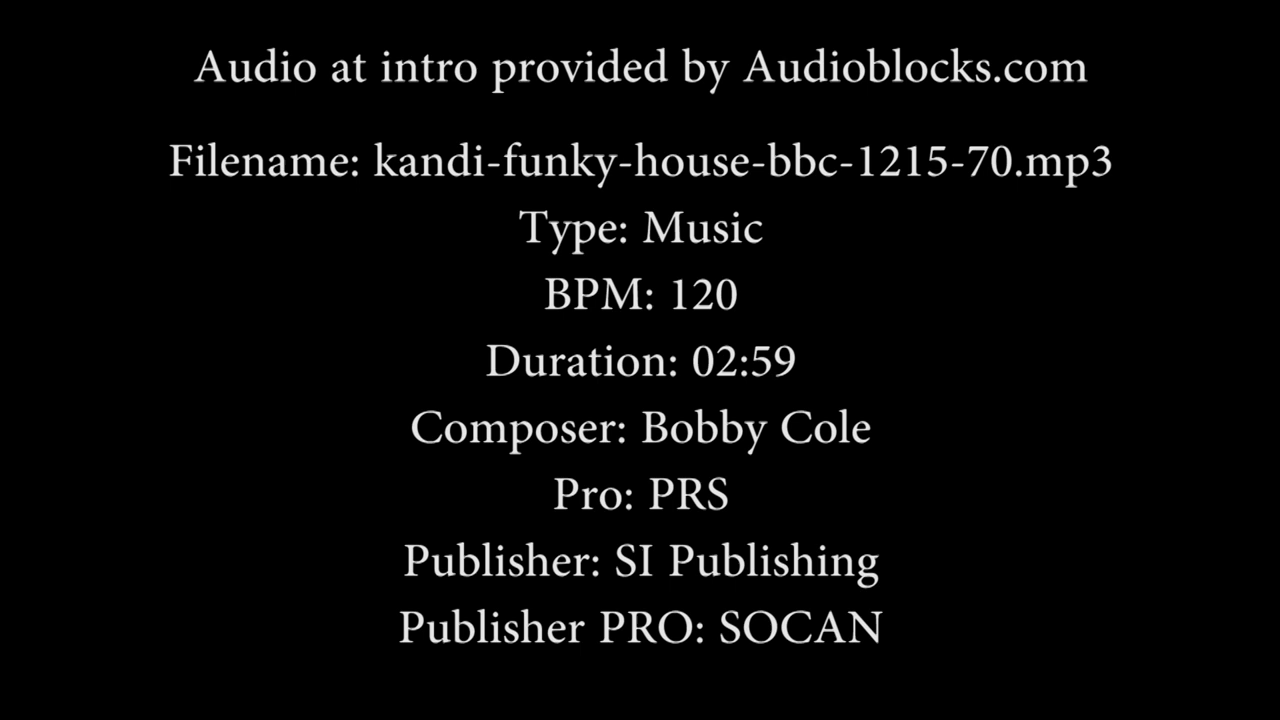 Audio at intro provided by Audioblocks.com
Filename: kandi-funky-house-bbc-1215-70.mp3
Type: Music
BPM: 120
Duration: 02:59
Composer: Bobby Cole
Pro: PRS
Publisher: SI Publishing
Publisher PRO: SOCAN